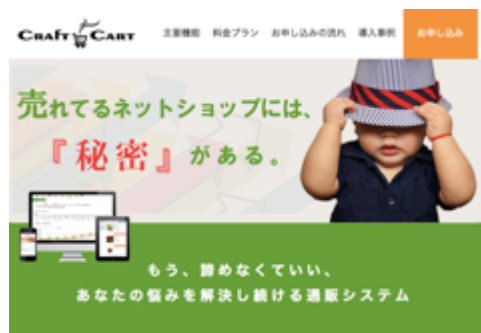 CRAFT CART
主要機能 料金プラン お申し込みの流れ 導入事例 お申し込み
売れてるネットショップには、
『秘密』がある。
もう、諦めなくていい、
あなたの悩みを解決し続ける通販システム